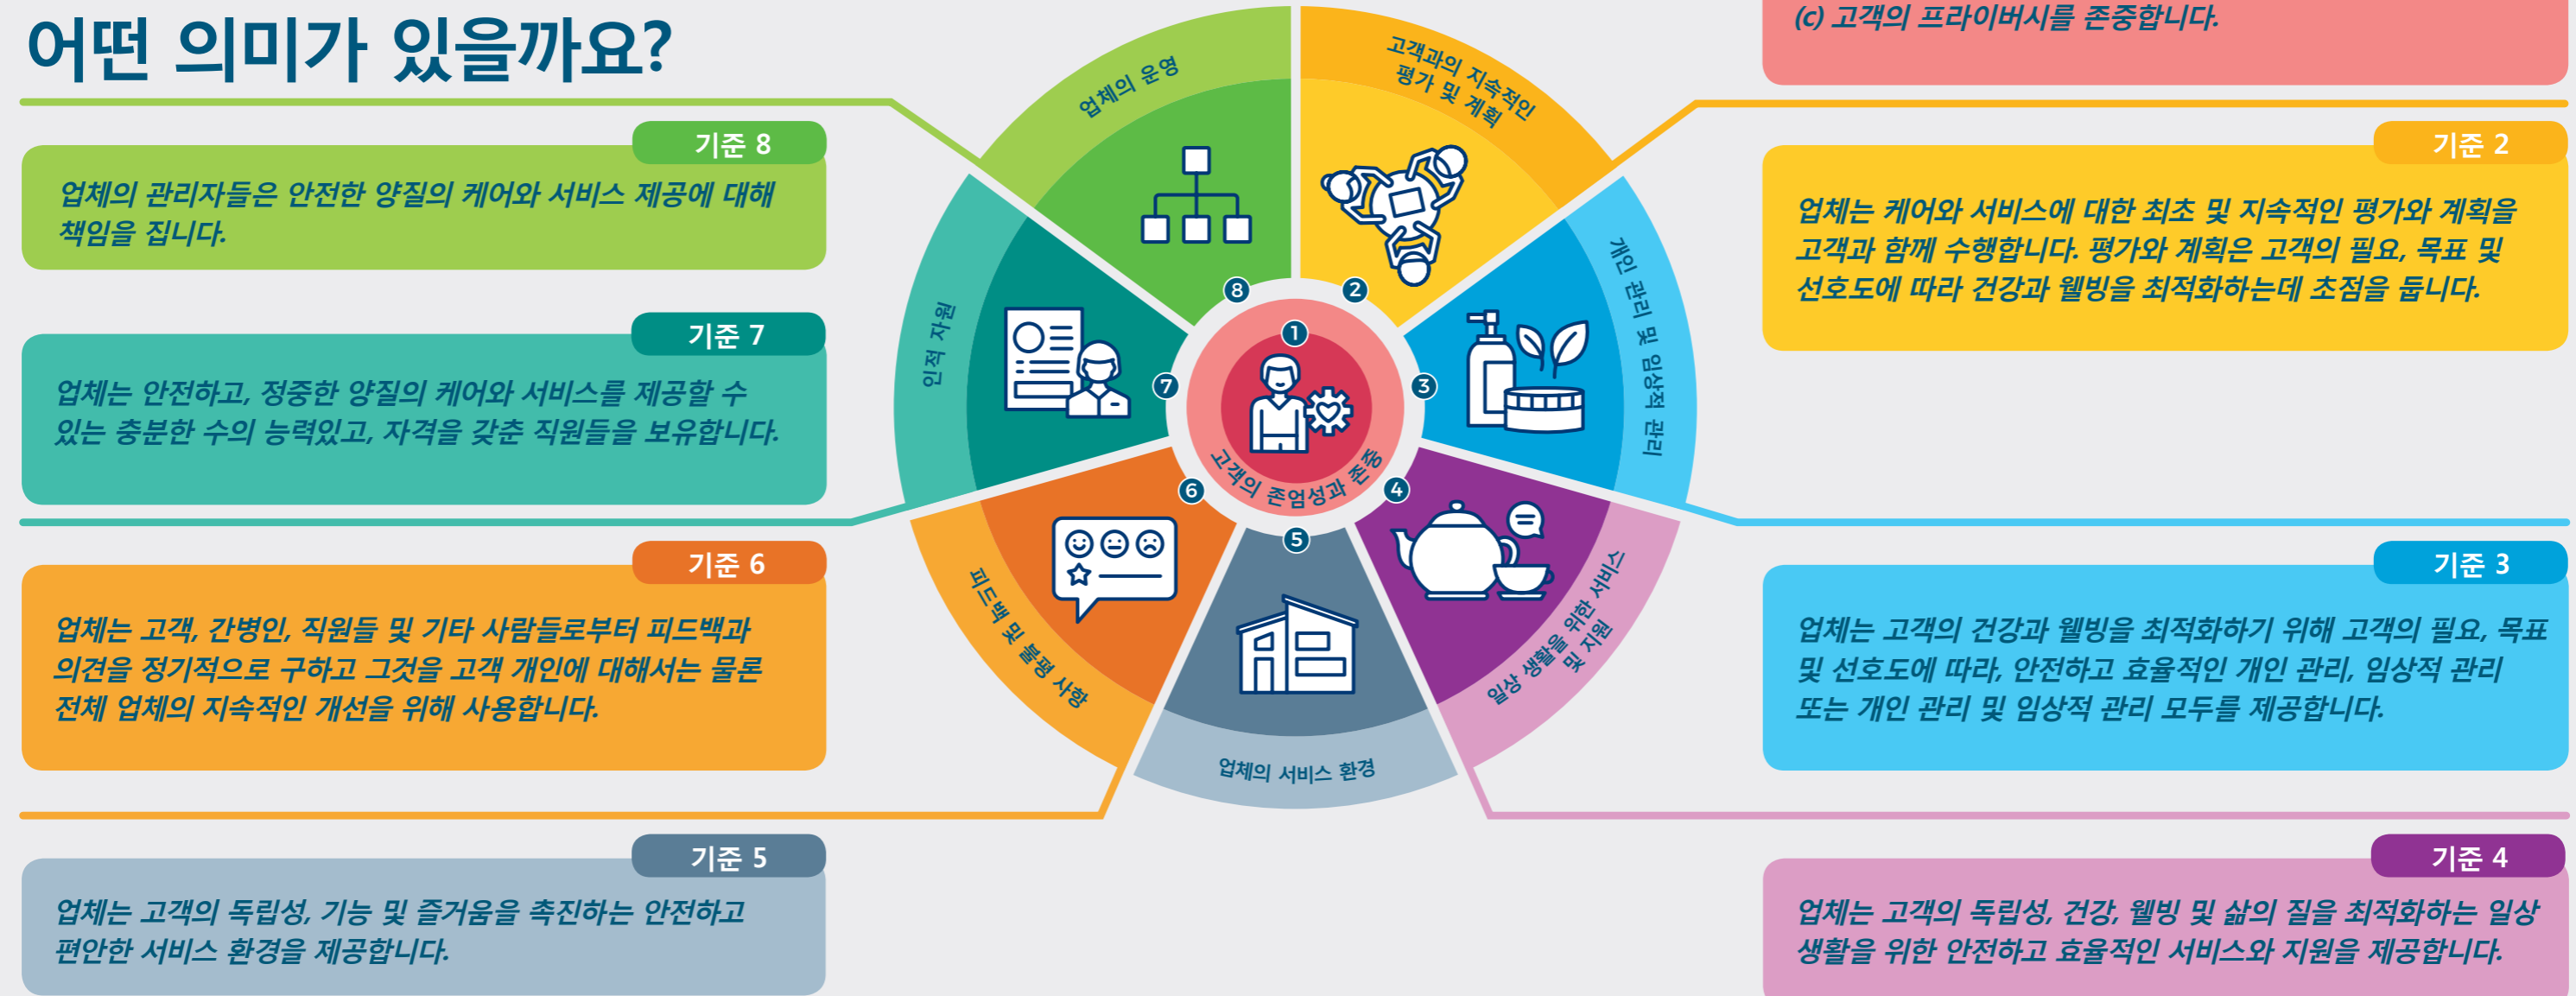 어떤 의미가 있을까요?
(c) 고객의 프라이버시를 존중합니다.
기준 8
업체의 관리자들은 안전한 양질의 케어와 서비스 제공에 대해
책임을 집니다.
기준 7
업체는 안전하고, 정중한 양질의 케어와 서비스를 제공할 수
있는 충분한 수의 능력있고, 자격을 갖춘 직원들을 보유합니다.
기준 6
업체는 고객, 간병인, 직원들 및 기타 사람들로부터 피드백과
의견을 정기적으로 구하고 그것을 고객 개인에 대해서는 물론
전체 업체의 지속적인 개선을 위해 사용합니다.
기준 5
업체는 고객의 독립성, 기능 및 즐거움을 촉진하는 안전하고
편안한 서비스 환경을 제공합니다.
업체의 운영
고객과의 지속적인
평가 및 계획
개인 관리 및 임상적 관리
일상 생활을 위한 서비스
및 지원
업체의 서비스 환경
피드백 및 불평 사항
인적 자원
고객의 존엄성과 존중
1
2
3
4
5
6
7
8
기준 2
업체는 케어와 서비스에 대한 최초 및 지속적인 평가와 계획을
고객과 함께 수행합니다. 평가와 계획은 고객의 필요, 목표 및
선호도에 따라 건강과 웰빙을 최적화하는데 초점을 둡니다.
기준 3
업체는 고객의 건강과 웰빙을 최적화하기 위해 고객의 필요, 목표
및 선호도에 따라, 안전하고 효율적인 개인 관리, 임상적 관리
또는 개인 관리 및 임상적 관리 모두를 제공합니다.
기준 4
업체는 고객의 독립성, 건강, 웰빙 및 삶의 질을 최적화하는 일상
생활을 위한 안전하고 효율적인 서비스와 지원을 제공합니다.